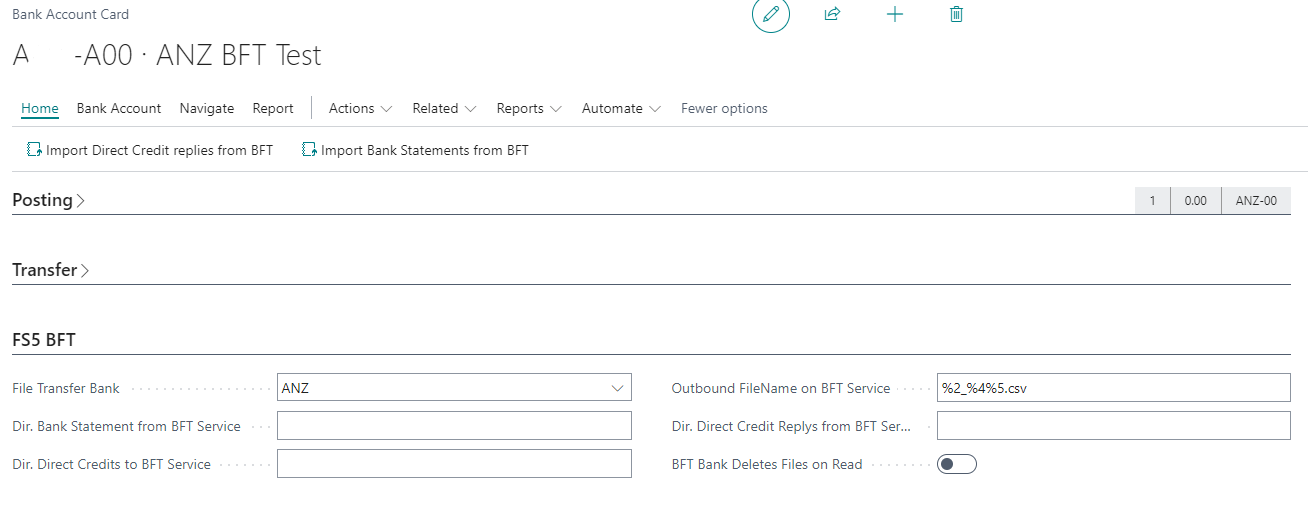 Bank Account Card
A -A00 · ANZ BFT Test
Home Bank Account Navigate Report Actions Related Reports Automate Fewer options
Import Direct Credit replies from BFT Import Bank Statements from BFT
Posting 1 0.00 ANZ-00
Transfer
FS5 BFT
File Transfer Bank ANZ Outbound FileName on BFT Service %2_%4%5.csv
Dir. Bank Statement from BFT Service Dir. Direct Credit Replys from BFT Ser...
Dir. Direct Credits to BFT Service BFT Bank Deletes Files on Read